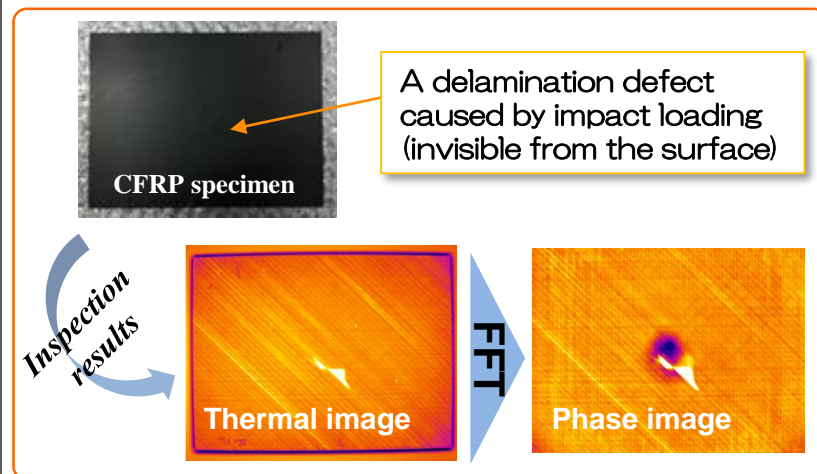 A delamination defect
caused by impact loading
(invisible from the surface)
CFRP specimen
Inspection
results
Thermal image
FFT
Phase image